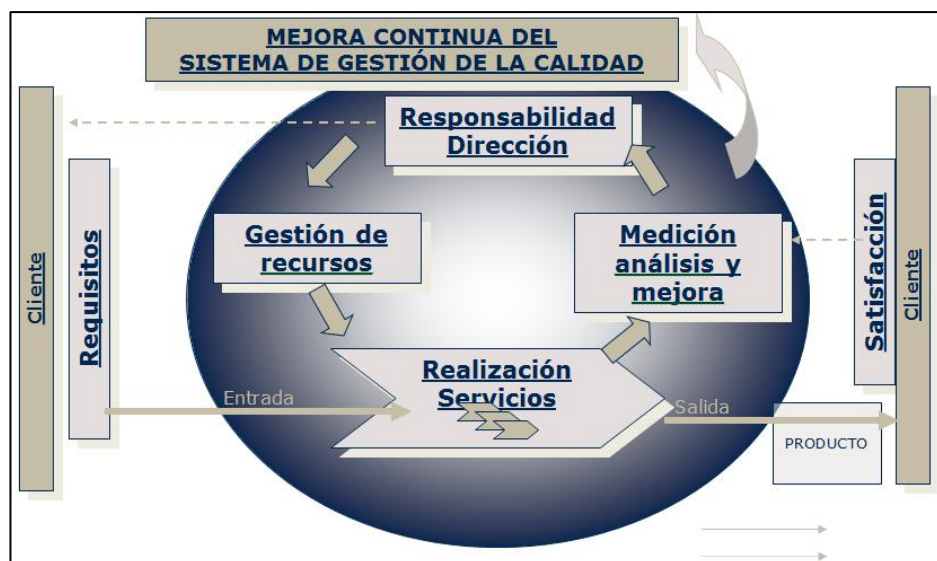 MEJORA CONTINUA DEL
SISTEMA DE GESTIÓN DE LA CALIDAD
Responsabilidad
Dirección
Gestión de
recursos
Medición
análisis y
mejora
Realización
Servicios
Cliente
Requisitos
Entrada
Salida
PRODUCTO
Satisfacción
Cliente